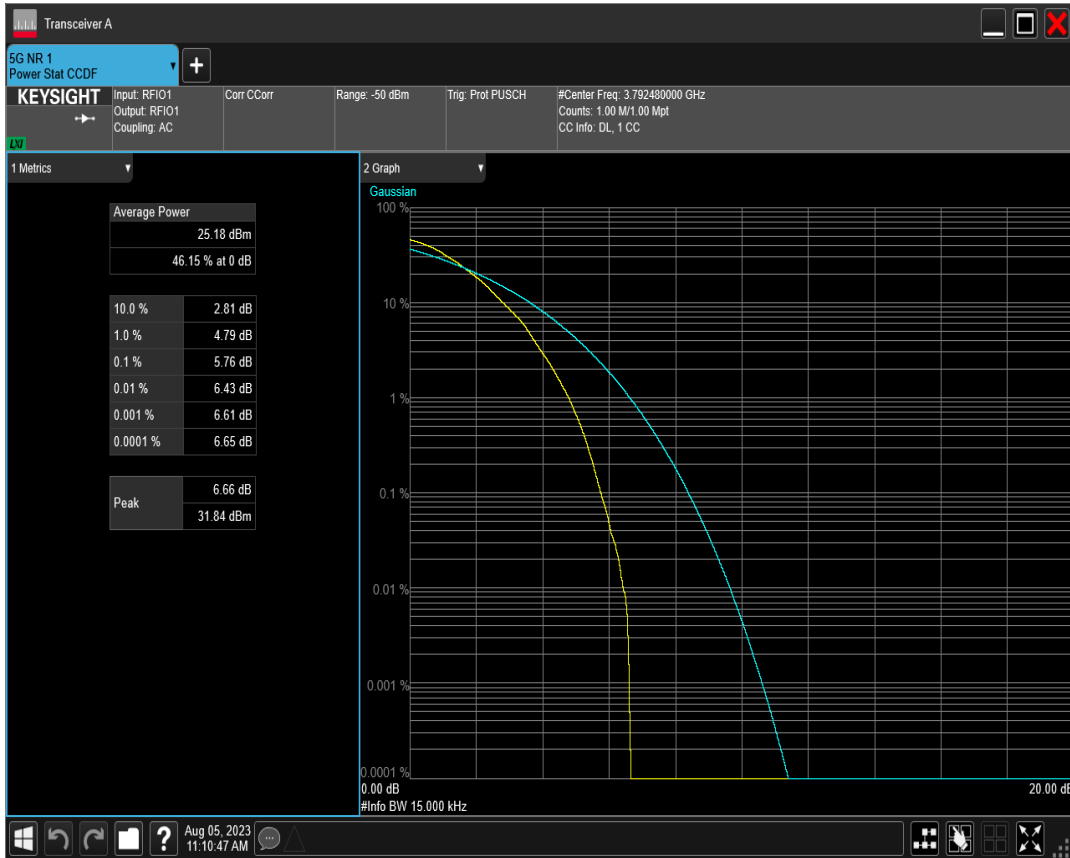 Transceiver A
5G NR 1
Power Stat CCDF
+
KEYSIGHT
LXI
Input: RFIO1
Output: RFIO1
Coupling: AC
Corr CCorr
Range: -50 dBm
Trig: Prot PUSCH
#Center Freq: 3.792480000 GHz
Counts: 1.00 M/1.00 Mpt
CC Info: DL, 1 CC
1 Metrics
Average Power
25.18 dBm
46.15 % at 0 dB
10.0 % 2.81 dB
1.0 % 4.79 dB
0.1 % 5.76 dB
0.01 % 6.43 dB
0.001 % 6.61 dB
0.0001 % 6.65 dB
Peak
6.66 dB
31.84 dBm
2 Graph
Gaussian
100 %
10 %
1 %
0.1 %
0.01 %
0.001 %
0.0001 %
0.00 dB 20.00 dB
#Info BW 15.000 kHz
?
Aug 05, 2023
11:10:47 AM